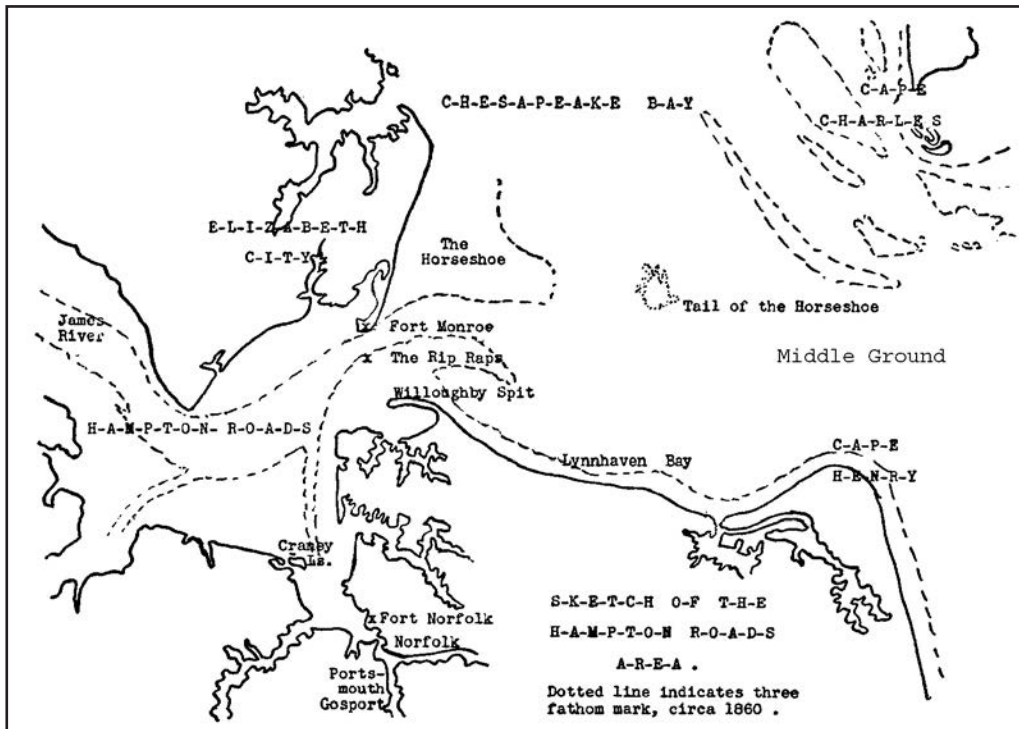 C-A-P-E
C-H-E-S-A-P-E-A-K-E B-A-Y
C-H-A-R-L-E-S
E-L-I-Z-A-B-E-T-H
C-I-T-Y
The
Horseshoe
Tail of the Horseshoe
James
River
Fort Monroe
x The Rip Raps
Middle Ground
Willoughby Spit
H-A-M-P-T-O-N- R-O-A-D-S
C-A-P-E
H-E-N-R-Y
Lynnhaven Bay
Craney
Is.
x Fort Norfolk
Norfolk
Ports-
mouth
Gosport
S-K-E-T-C-H O-F T-H-E
H-A-M-P-T-O-N R-O-A-D-S
A-R-E-A .
Dotted line indicates three
fathom mark, circa 1860 .